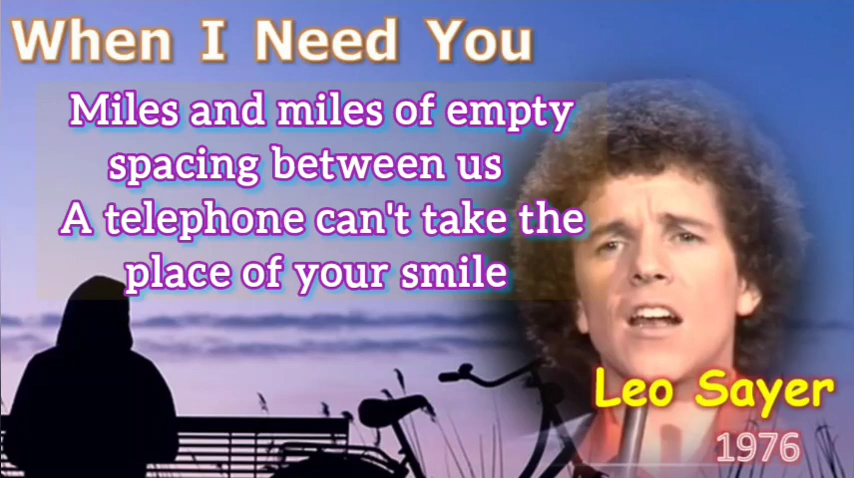 When I Need You
Miles and miles of empty
spacing between us
A telephone can't take the
place of your smile
Leo Sayer
1976